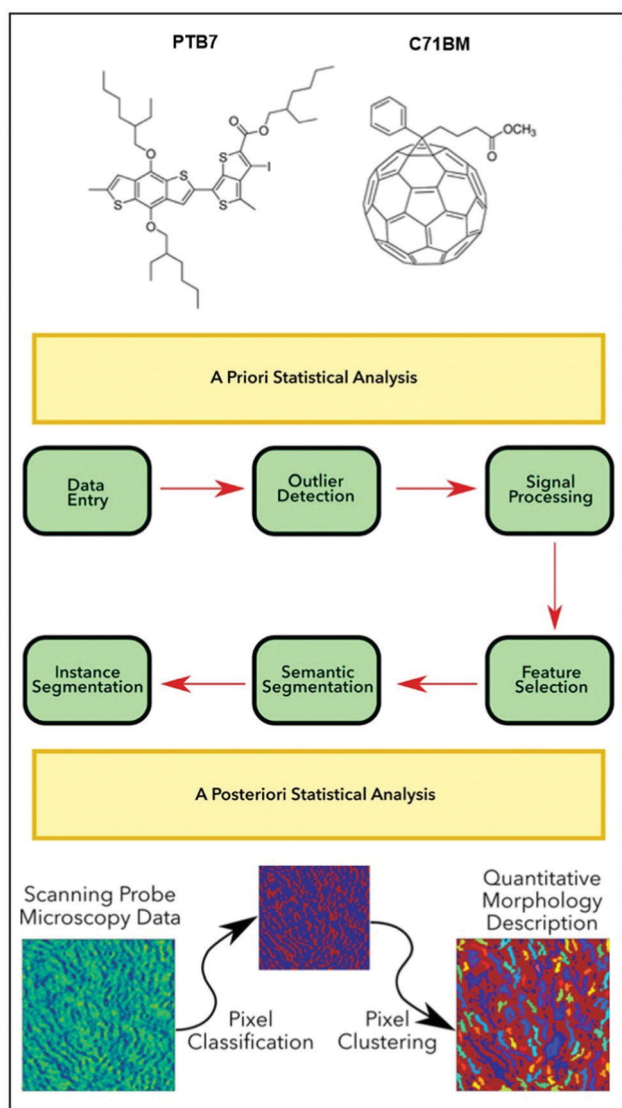 PTB7
C71BM
O
O
O
I
S
S
S
S
O
O
OCH3
O
A Priori Statistical Analysis
Data
Entry
Outlier
Detection
Signal
Processing
Instance
Segmentation
Semantic
Segmentation
Feature
Selection
A Posteriori Statistical Analysis
Scanning Probe
Microscopy Data
Pixel
Classification
Pixel
Clustering
Quantitative
Morphology
Description